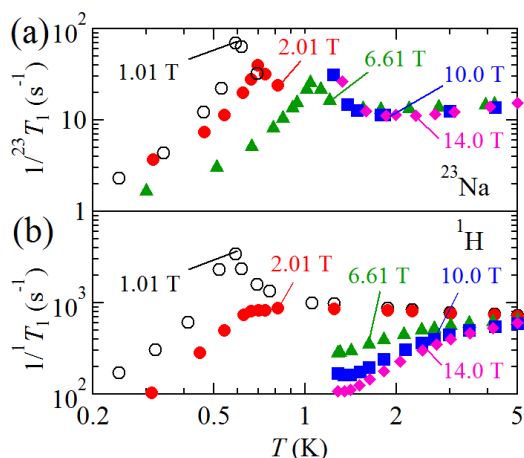 (a)
10²
1.01 T
2.01 T
6.61 T
10.0 T
14.0 T
1/²³T₁ (s⁻¹)
10
²³Na
1
(b)
¹H
1.01 T
2.01 T
6.61 T
10.0 T
14.0 T
1/¹T₁ (s⁻¹)
10³
10²
0.2 0.5 1 2 5
T (K)